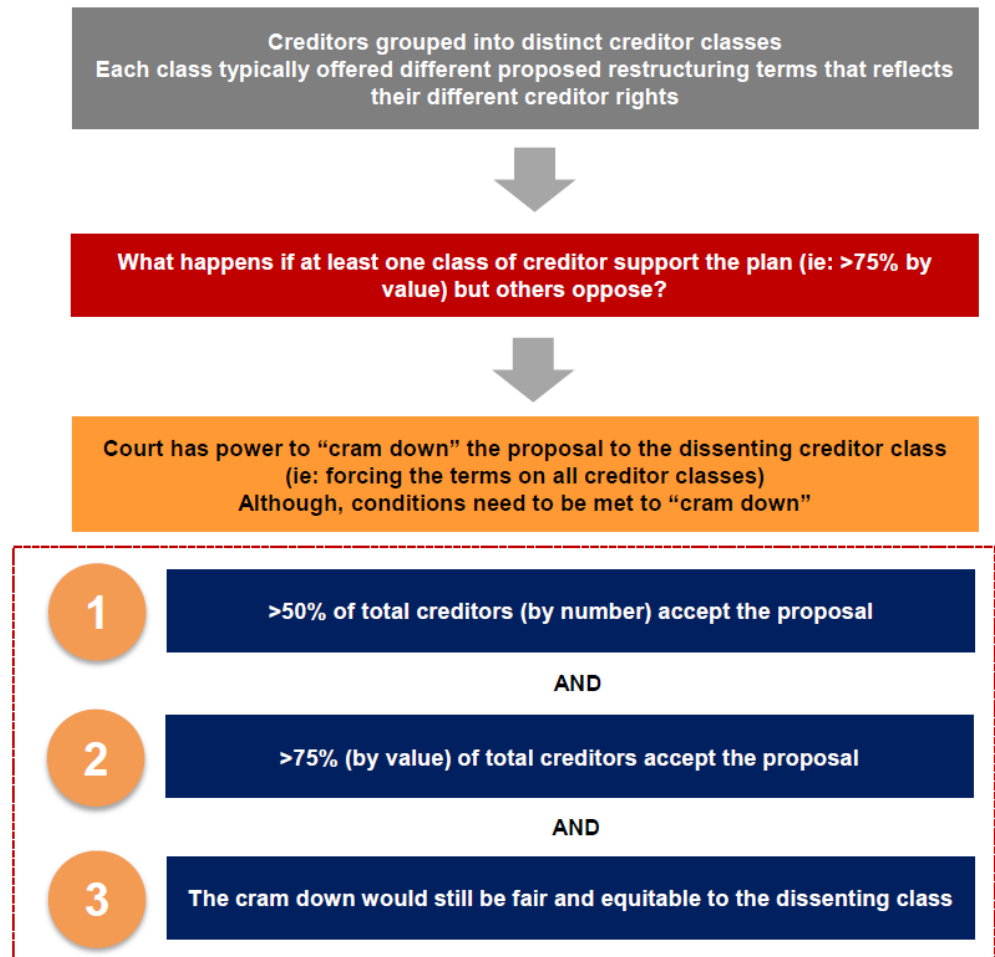 Creditors grouped into distinct creditor classes
Each class typically offered different proposed restructuring terms that reflects
their different creditor rights
What happens if at least one class of creditor support the plan (ie: >75% by
value) but others oppose?
Court has power to “cram down” the proposal to the dissenting creditor class
(ie: forcing the terms on all creditor classes)
Although, conditions need to be met to “cram down”
1
>50% of total creditors (by number) accept the proposal
AND
2
>75% (by value) of total creditors accept the proposal
AND
3
The cram down would still be fair and equitable to the dissenting class